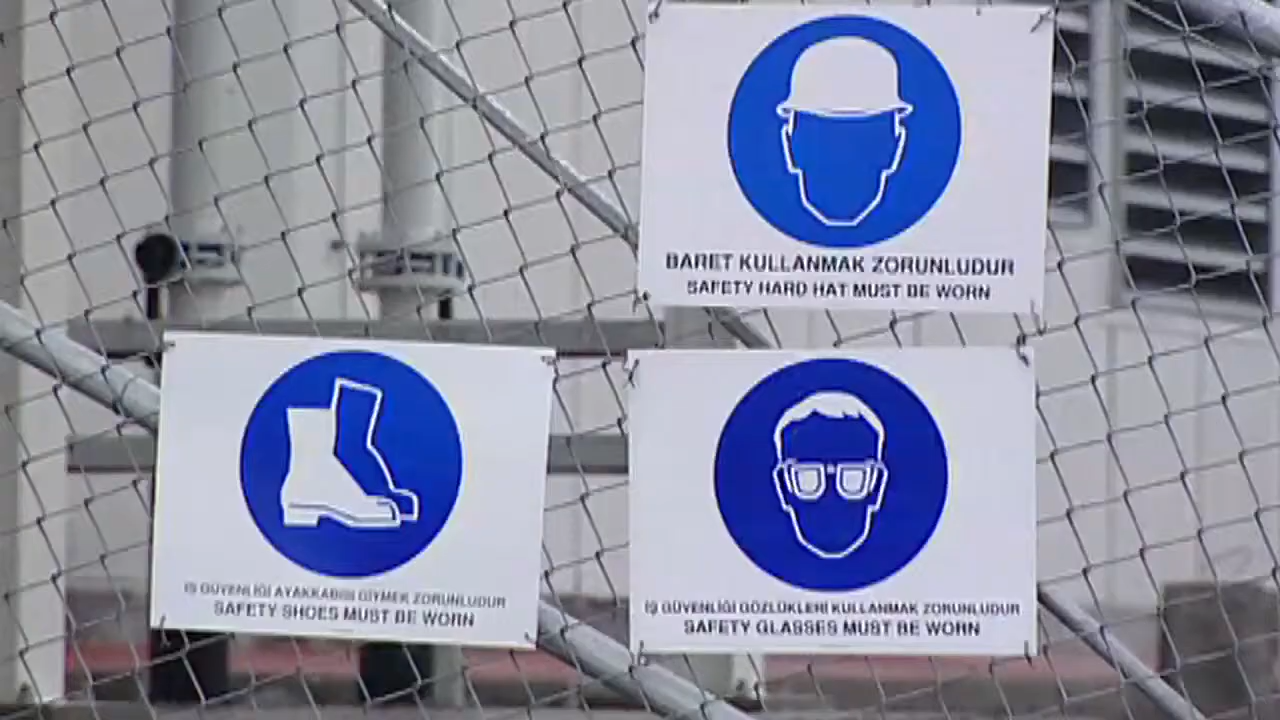 BARET KULLANMAK ZORUNLUDUR
SAFETY HARD HAT MUST BE WORN
İŞ GÜVENLİĞİ AYAKKABISI GİYMEK ZORUNLUDUR
SAFETY SHOES MUST BE WORN
İŞ GÜVENLİĞİ GÖZLÜKLERİ KULLANMAK ZORUNLUDUR
SAFETY GLASSES MUST BE WORN